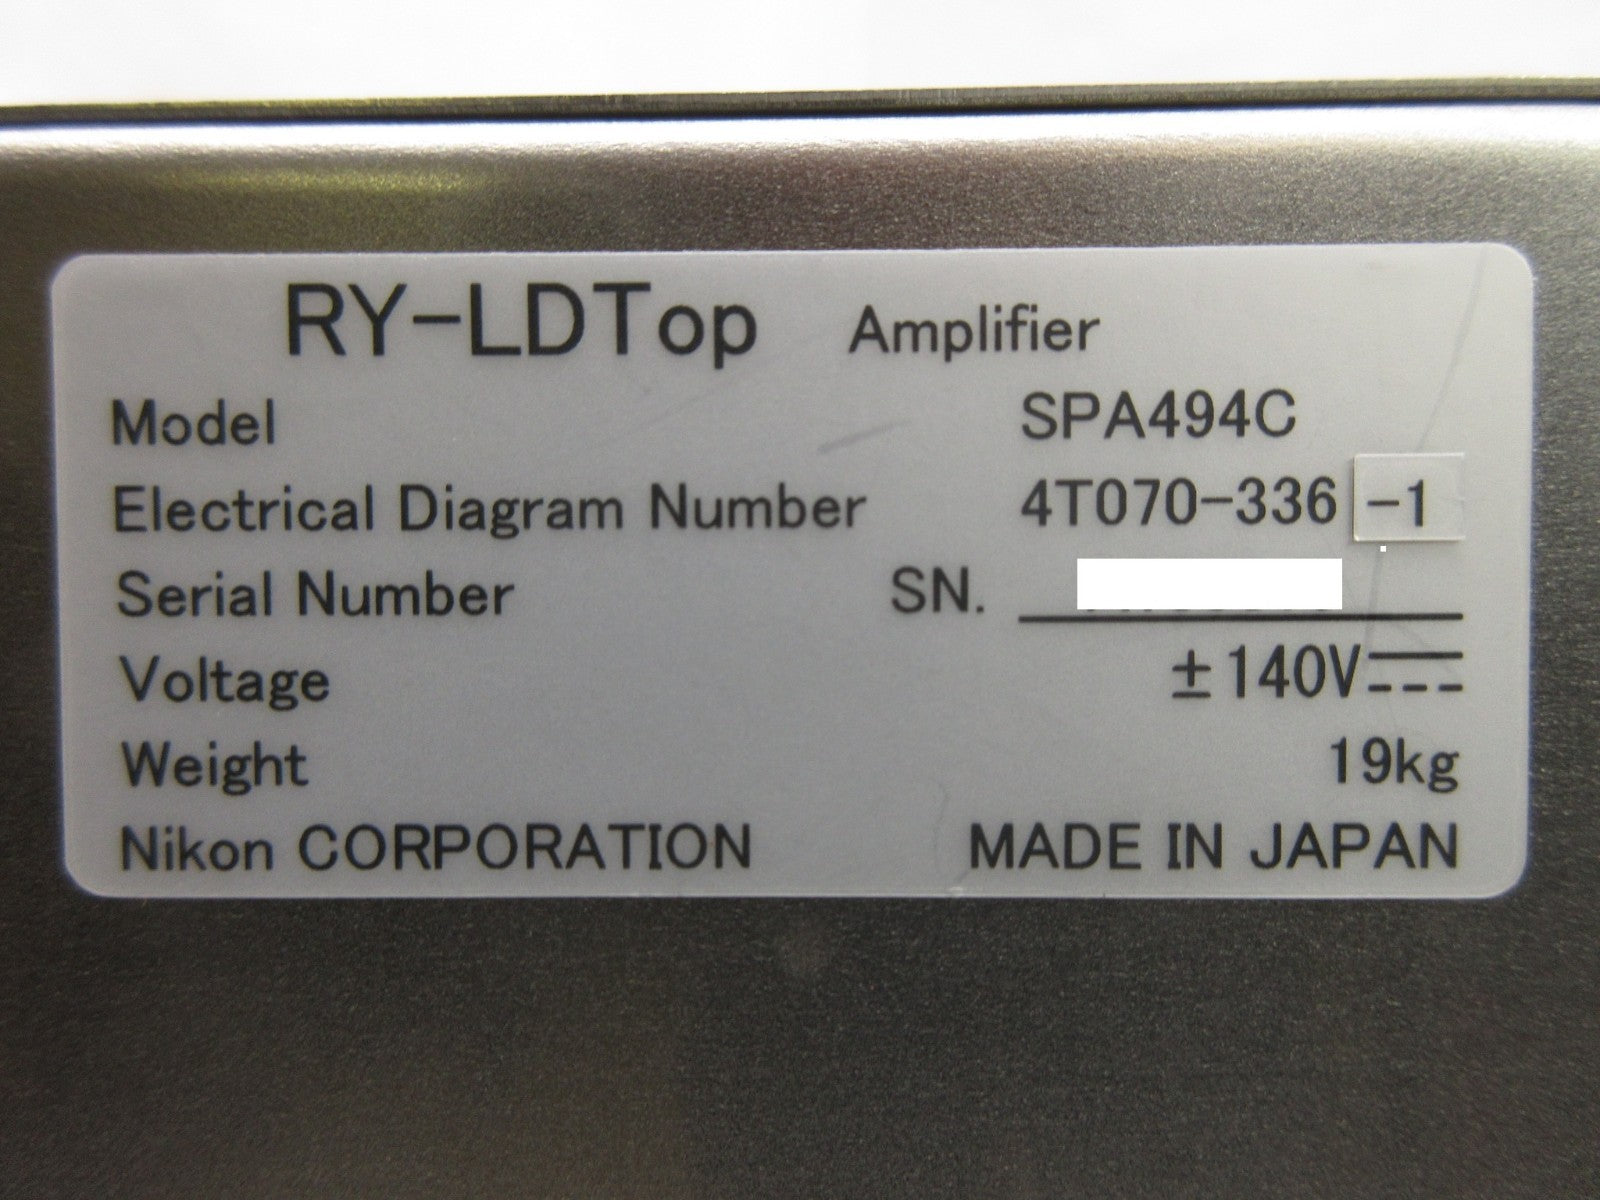 RY-LDTop Amplifier
Model SPA494C
Electrical Diagram Number 4T070-336 -1
Serial Number SN.
Voltage ±140V⎓
Weight 19kg
Nikon CORPORATION MADE IN JAPAN